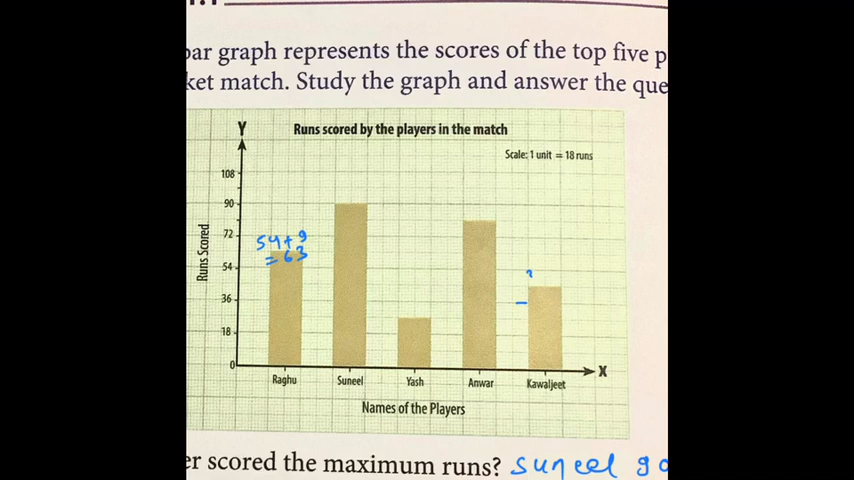 ar graph represents the scores of the top five p
ket match. Study the graph and answer the que
Y
Runs scored by the players in the match
Scale: 1 unit = 18 runs
108
90
72
54
36
18
0
Runs Scored
54+9
=63
?
Raghu Suneel Yash Anwar Kawaljeet
X
Names of the Players
er scored the maximum runs? suneel 90